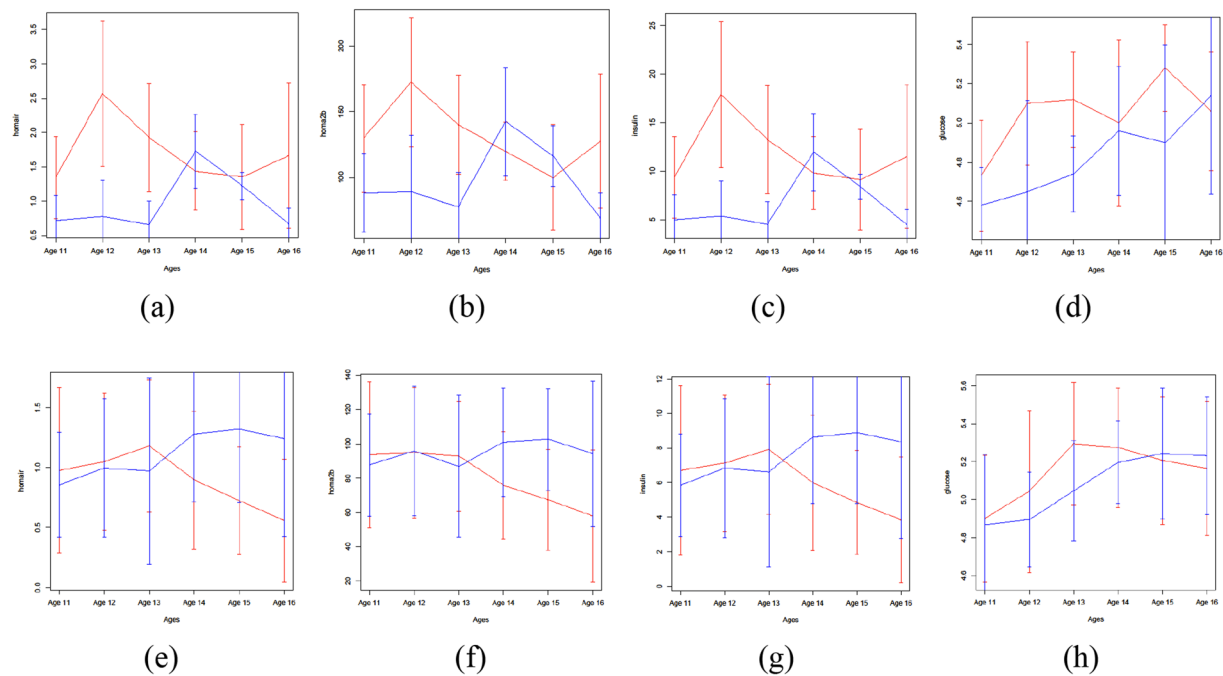 homair
3.5
3.0
2.5
2.0
1.5
1.0
0.5
Age 11 Age 12 Age 13 Age 14 Age 15 Age 16
Ages
(a)
homa2b
200
150
100
Age 11 Age 12 Age 13 Age 14 Age 15 Age 16
Ages
(b)
insulin
25
20
15
10
5
Age 11 Age 12 Age 13 Age 14 Age 15 Age 16
Ages
(c)
glucose
5.4
5.2
5.0
4.8
4.6
Age 11 Age 12 Age 13 Age 14 Age 15 Age 16
Ages
(d)
homair
1.5
1.0
0.5
0.0
Age 11 Age 12 Age 13 Age 14 Age 15 Age 16
Ages
(e)
homa2b
140
120
100
80
60
40
20
Age 11 Age 12 Age 13 Age 14 Age 15 Age 16
Ages
(f)
insulin
12
10
8
6
4
2
0
Age 11 Age 12 Age 13 Age 14 Age 15 Age 16
Ages
(g)
glucose
5.6
5.4
5.2
5.0
4.8
4.6
Age 11 Age 12 Age 13 Age 14 Age 15 Age 16
Ages
(h)